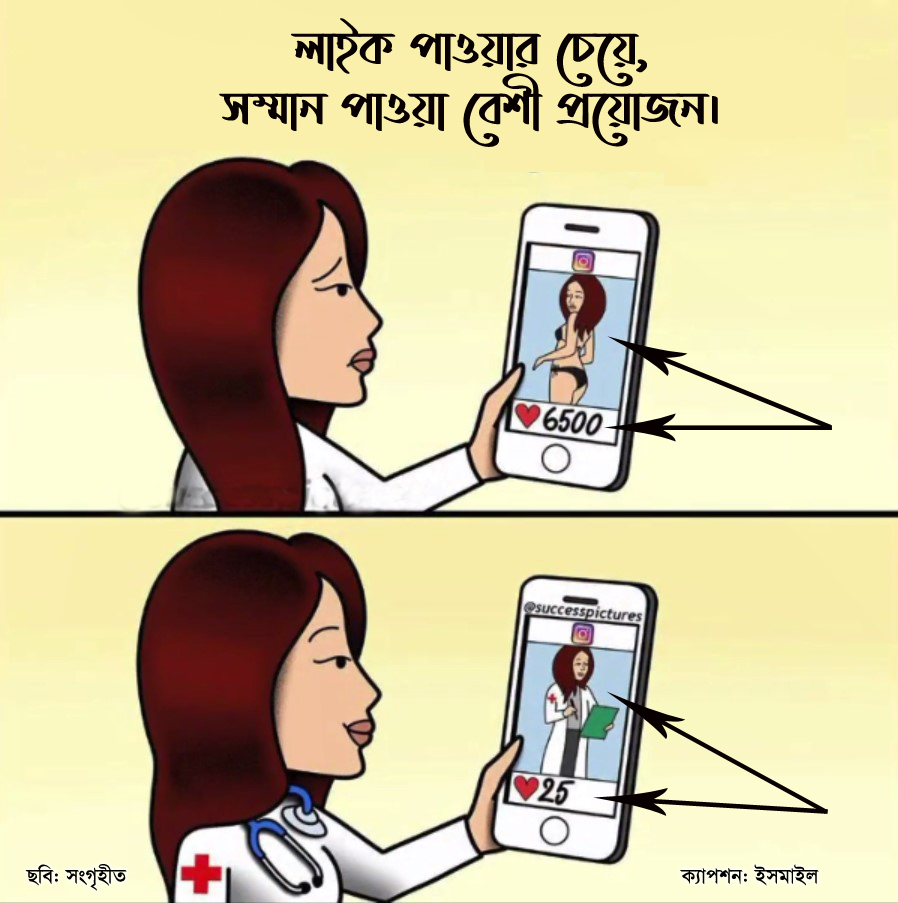 লাইক পাওয়ার চেয়ে,
সম্মান পাওয়া বেশী প্রয়োজন।
6500
@successpictures
25
ছবি: সংগৃহীত
ক্যাপশন: ইসমাইল